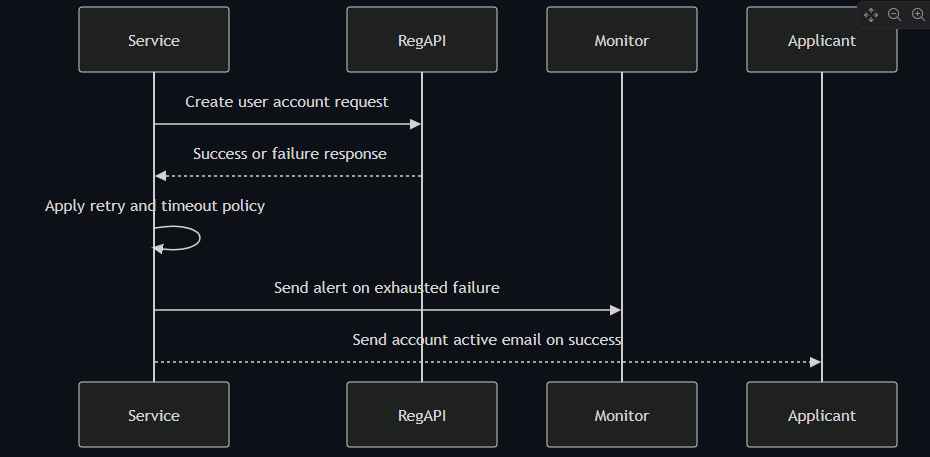 Service
RegAPI
Monitor
Applicant
Create user account request
Success or failure response
Apply retry and timeout policy
Send alert on exhausted failure
Send account active email on success
Service
RegAPI
Monitor
Applicant